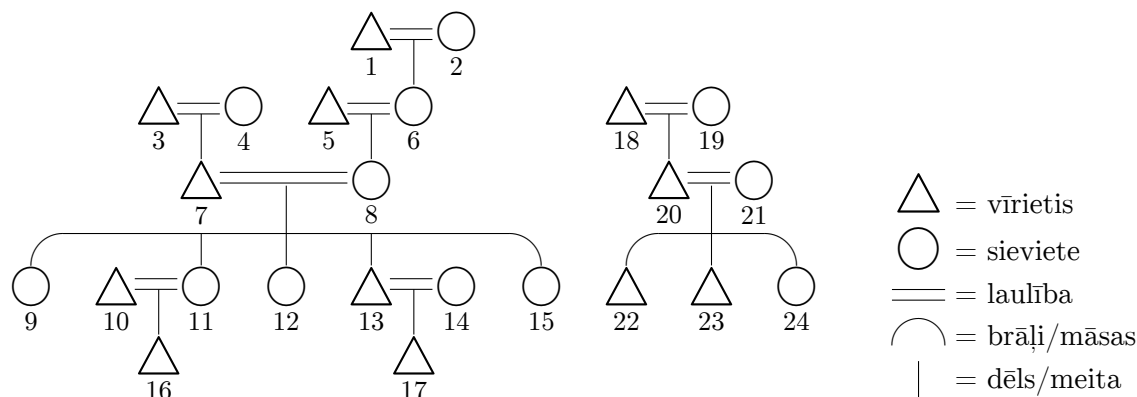 1 2
3 4 5 6 18 19
7 8 20 21
9 10 11 12 13 14 15 22 23 24
16 17
= vīrietis
= sieviete
= laulība
= brāļi/māsas
= dēls/meita